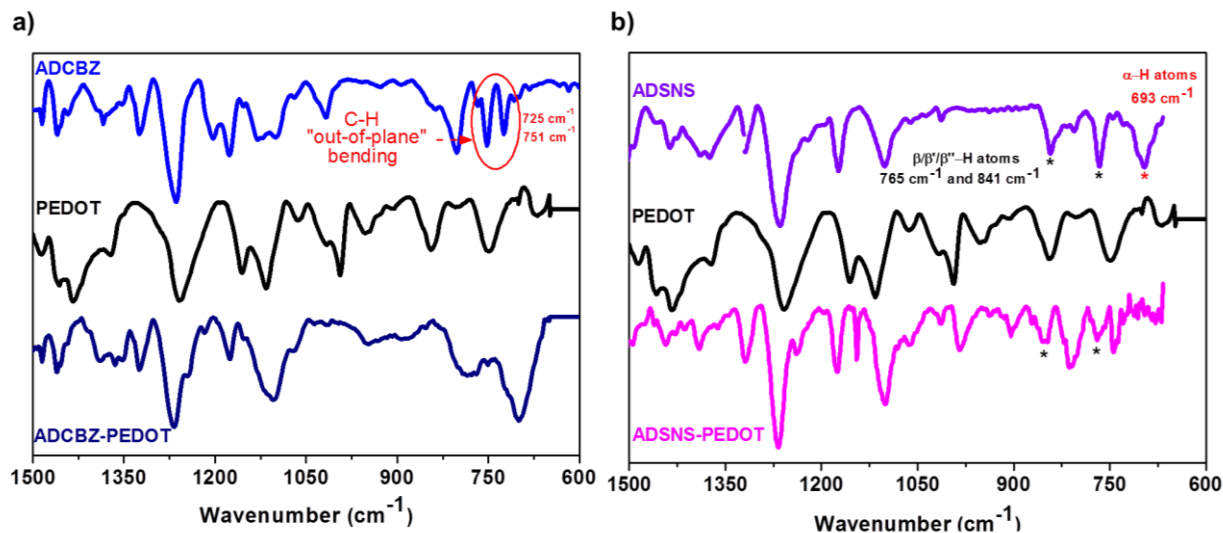 a)
ADCBZ
C-H
"out-of-plane"
bending
725 cm⁻¹
751 cm⁻¹
PEDOT
ADCBZ-PEDOT
1500 1350 1200 1050 900 750 600
Wavenumber (cm⁻¹)
b)
ADSNS
α–H atoms
693 cm⁻¹
β/β'/β''–H atoms
765 cm⁻¹ and 841 cm⁻¹
* * *
PEDOT
ADSNS-PEDOT
* *
1500 1350 1200 1050 900 750 600
Wavenumber (cm⁻¹)